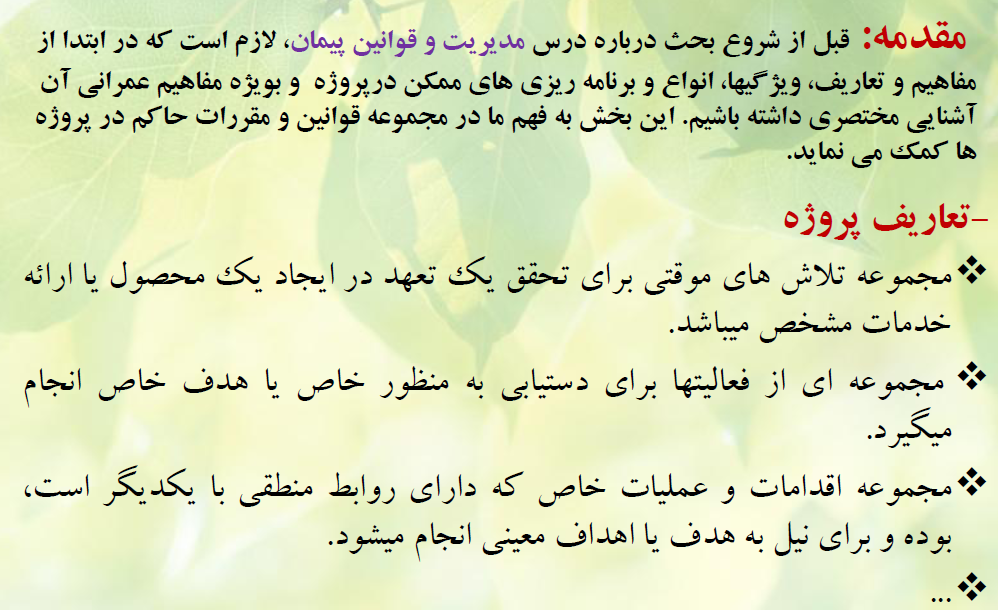 مقدمه: قبل از شروع بحث درباره درس مدیریت و قوانین پیمان، لازم است که در ابتدا از
مفاهیم و تعاریف، ویژگیها، انواع و برنامه ریزی های ممکن درپروژه و بویژه مفاهیم عمرانی آن
آشنایی مختصری داشته باشیم. این بخش به فهم ما در مجموعه قوانین و مقررات حاکم در پروژه
ها کمک می نماید.
-تعاریف پروژه
❖مجموعه تلاش های موقتی برای تحقق یک تعهد در ایجاد یک محصول یا ارائه
خدمات مشخص میباشد.
❖ مجموعه ای از فعالیتها برای دستیابی به منظور خاص یا هدف خاص انجام
میگیرد.
❖مجموعه اقدامات و عملیات خاص که دارای روابط منطقی با یکدیگر است،
بوده و برای نیل به هدف یا اهداف معینی انجام میشود.
❖...